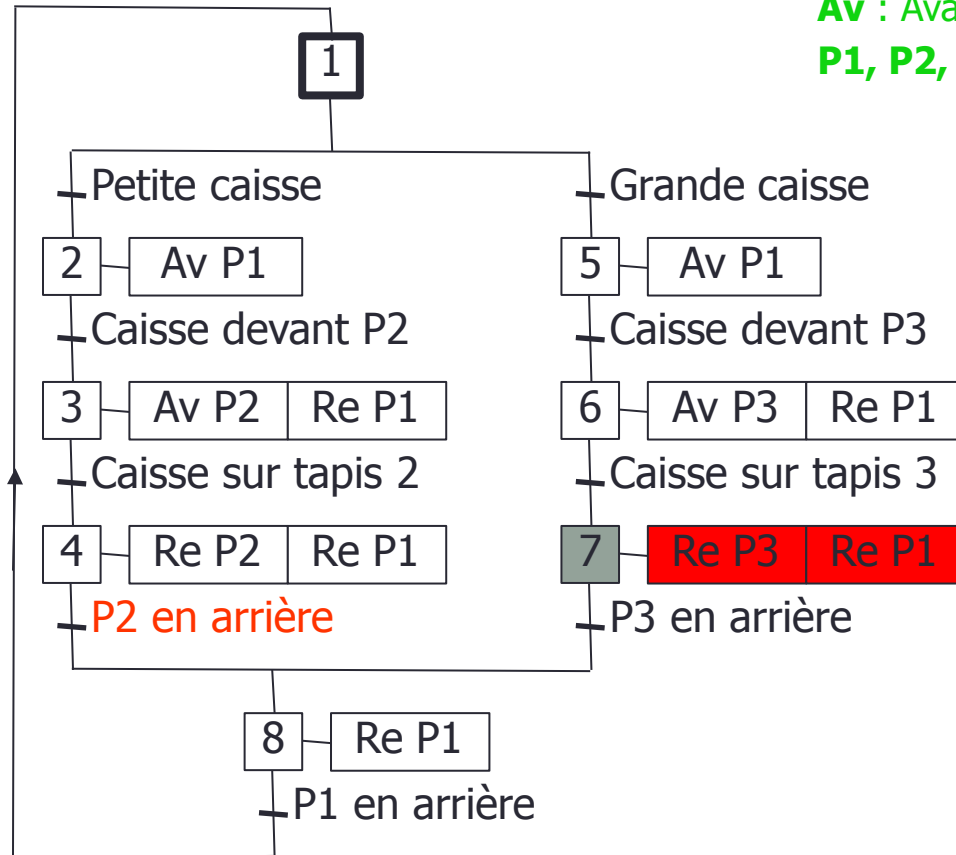 Av : Ava
P1, P2,
1
Petite caisse Grande caisse
2 Av P1 5 Av P1
Caisse devant P2 Caisse devant P3
3 Av P2 Re P1 6 Av P3 Re P1
Caisse sur tapis 2 Caisse sur tapis 3
4 Re P2 Re P1 7 Re P3 Re P1
P2 en arrière P3 en arrière
8 Re P1
P1 en arrière